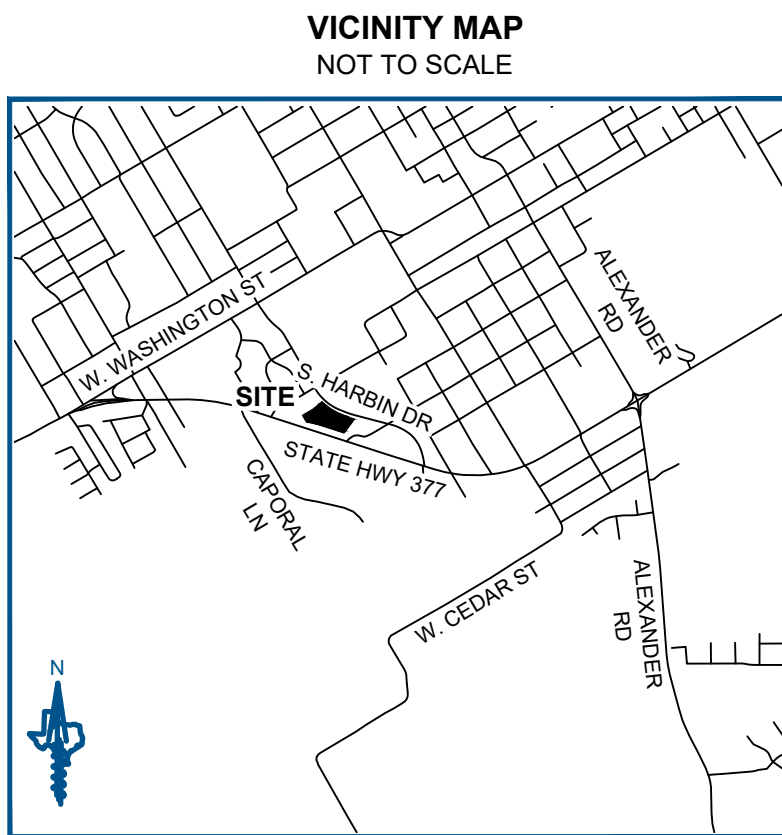 VICINITY MAP
NOT TO SCALE
ALEXANDER
RD
W. WASHINGTON ST
SITE
S. HARBIN DR
STATE HWY 377
CAPORAL
LN
W. CEDAR ST
ALEXANDER
RD
N